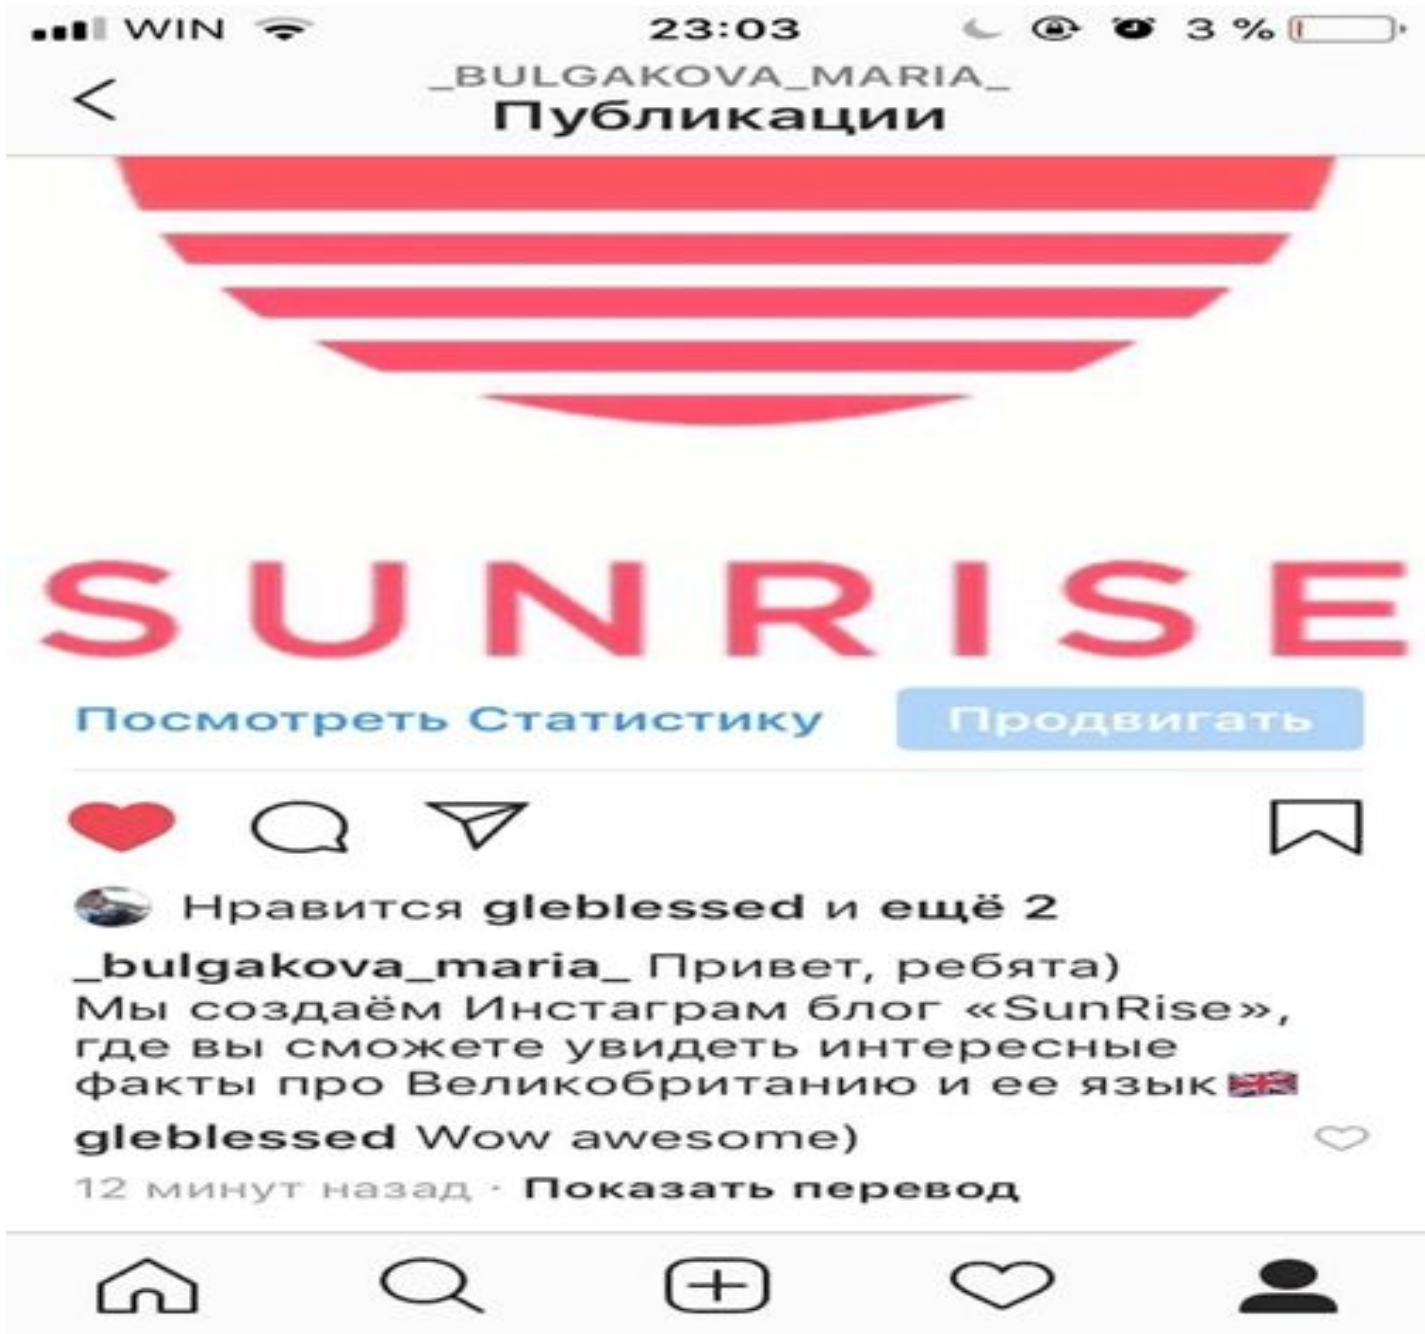 WIN 23:03 3 %
_BULGAKOVA_MARIA_
Публикации
SUNRISE
Посмотреть Статистику Продвигать
Нравится gleblessed и ещё 2
_bulgakova_maria_ Привет, ребята)
Мы создаём Инстаграм блог «SunRise»,
где вы сможете увидеть интересные
факты про Великобританию и ее язык🇬🇧
gleblessed Wow awesome)
12 минут назад · Показать перевод